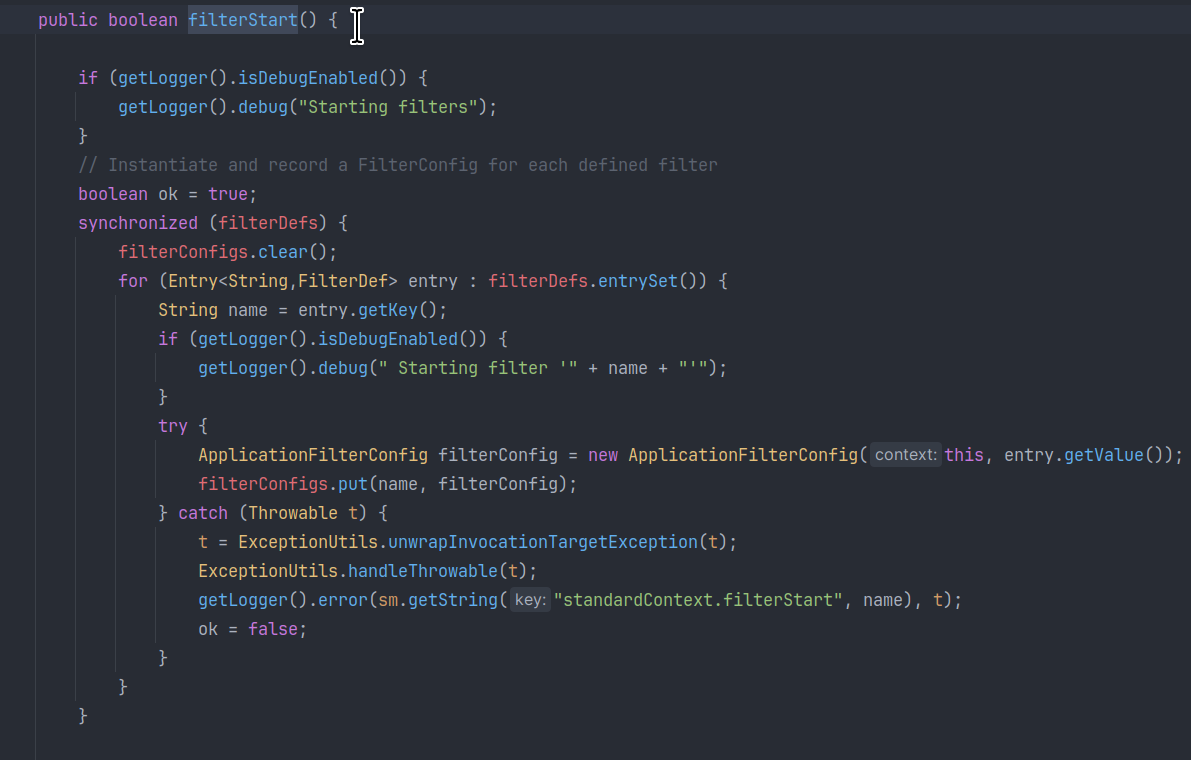 public boolean filterStart() {
if (getLogger().isDebugEnabled()) {
getLogger().debug("Starting filters");
}
// Instantiate and record a FilterConfig for each defined filter
boolean ok = true;
synchronized (filterDefs) {
filterConfigs.clear();
for (Entry<String,FilterDef> entry : filterDefs.entrySet()) {
String name = entry.getKey();
if (getLogger().isDebugEnabled()) {
getLogger().debug(" Starting filter '" + name + "'");
}
try {
ApplicationFilterConfig filterConfig = new ApplicationFilterConfig( context: this, entry.getValue());
filterConfigs.put(name, filterConfig);
} catch (Throwable t) {
t = ExceptionUtils.unwrapInvocationTargetException(t);
ExceptionUtils.handleThrowable(t);
getLogger().error(sm.getString( key: "standardContext.filterStart", name), t);
ok = false;
}
}
}